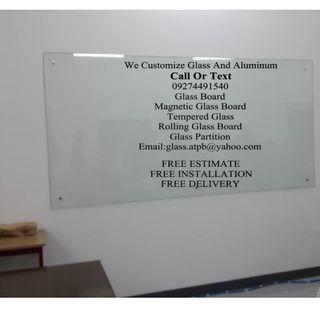 We Customize Glass And Aluminum
Call Or Text
09274491540
Glass Board
Magnetic Glass Board
Tempered Glass
Rolling Glass Board
Glass Partition
Email:glass.atpb@yahoo.com
FREE ESTIMATE
FREE INSTALLATION
FREE DELIVERY